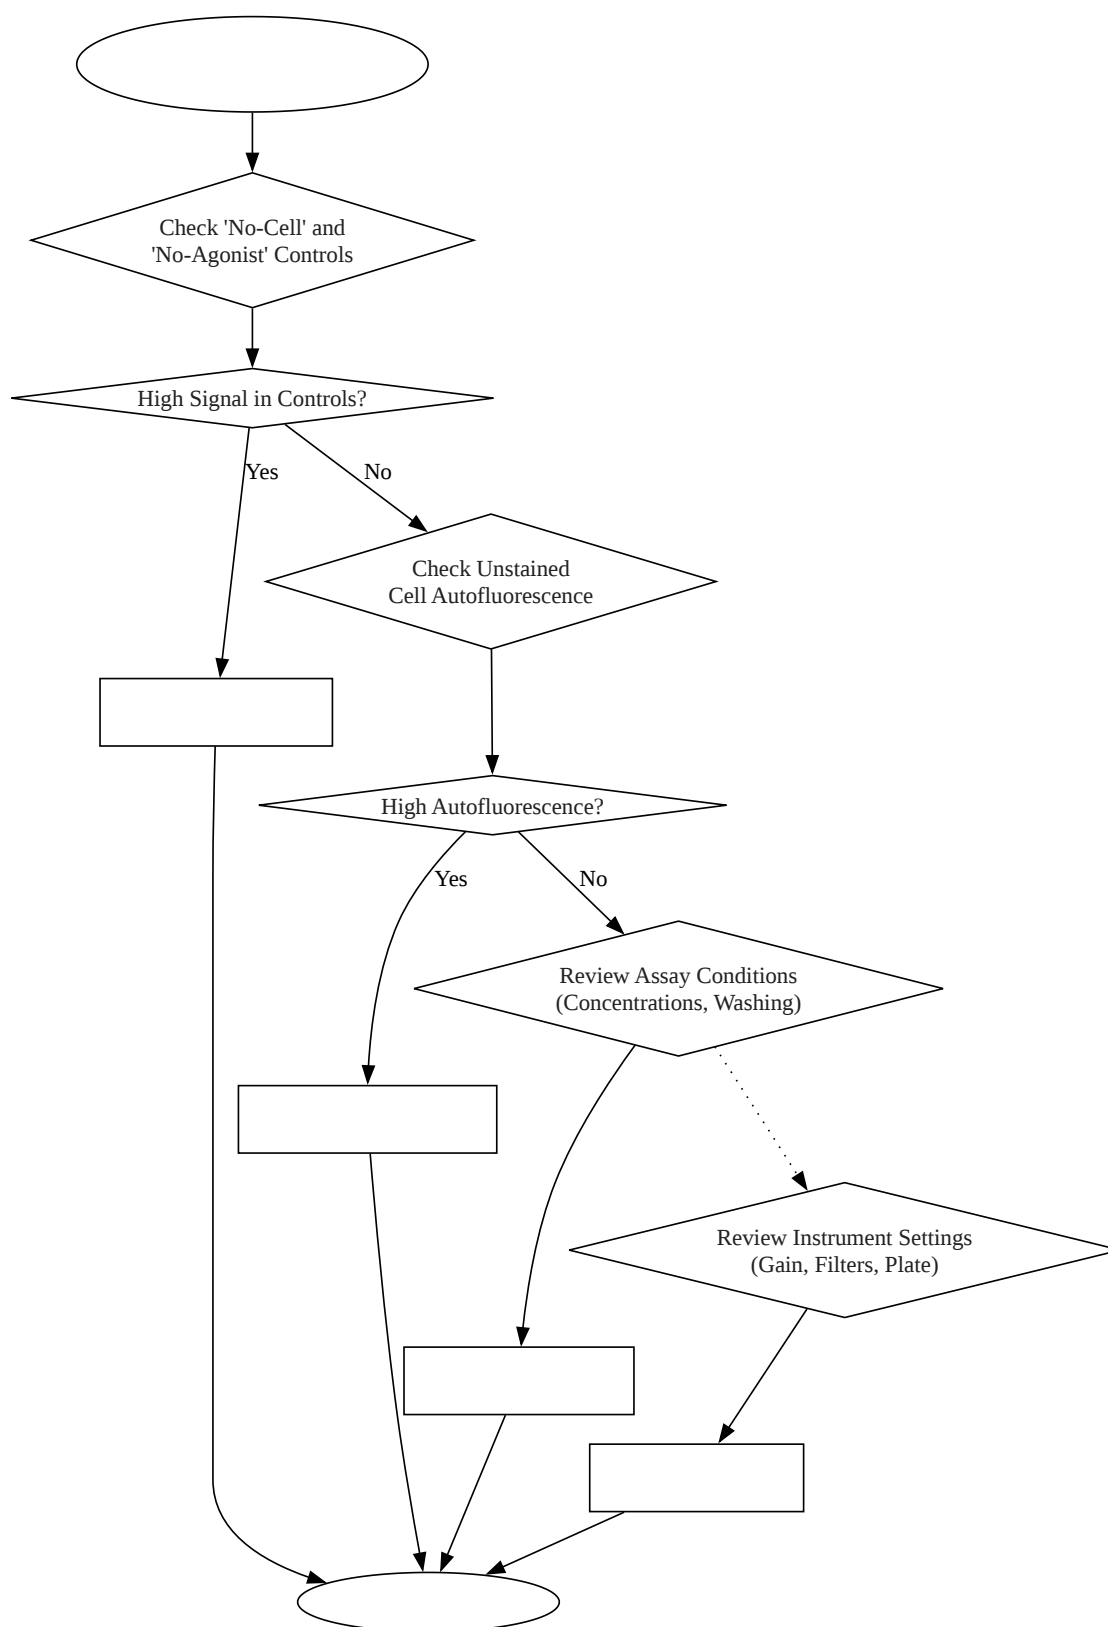 Check 'No-Cell' and
'No-Agonist' Controls
High Signal in Controls?
Yes
No
Check Unstained
Cell Autofluorescence
High Autofluorescence?
Yes
No
Review Assay Conditions
(Concentrations, Washing)
Review Instrument Settings
(Gain, Filters, Plate)